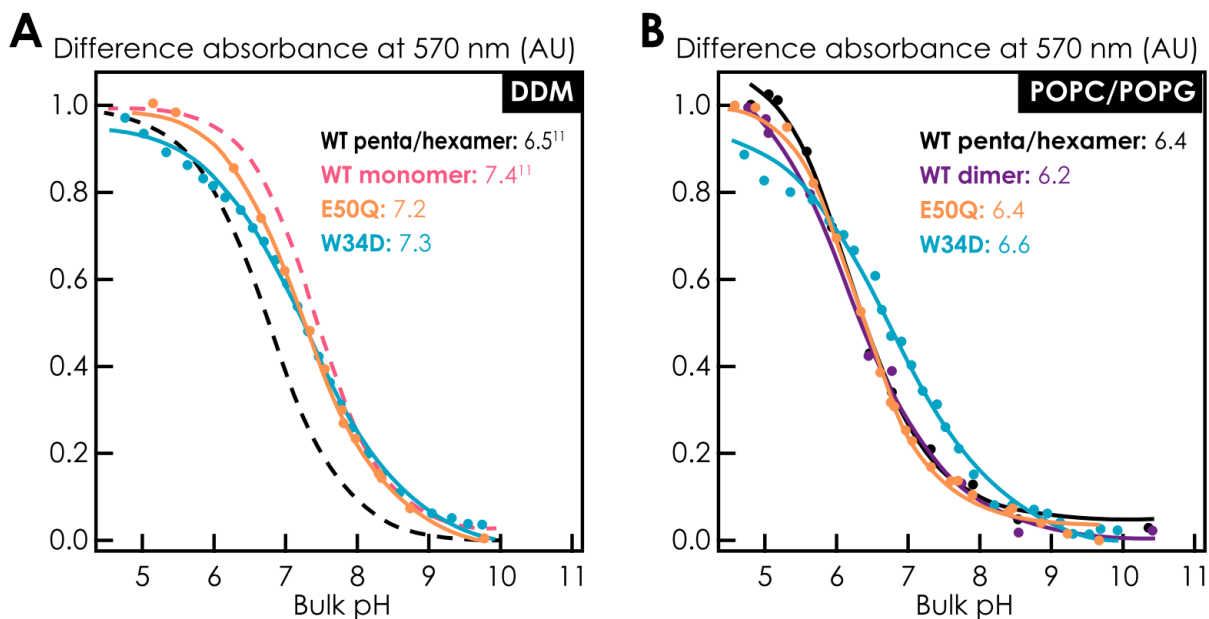 A
Difference absorbance at 570 nm (AU)
DDM
WT penta/hexamer: 6.5¹¹
WT monomer: 7.4¹¹
E50Q: 7.2
W34D: 7.3
1.0
0.8
0.6
0.4
0.2
0.0
5 6 7 8 9 10 11
Bulk pH
B
Difference absorbance at 570 nm (AU)
POPC/POPG
WT penta/hexamer: 6.4
WT dimer: 6.2
E50Q: 6.4
W34D: 6.6
1.0
0.8
0.6
0.4
0.2
0.0
5 6 7 8 9 10 11
Bulk pH